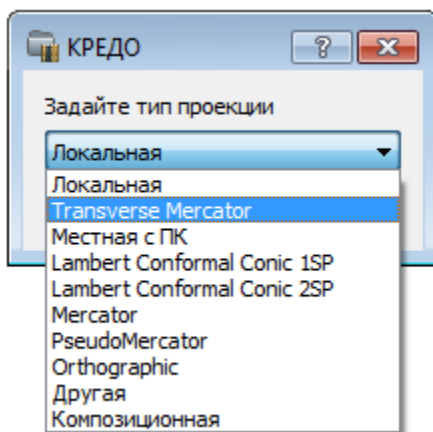 КРЕДО
Задайте тип проекции
Локальная
Локальная
Transverse Mercator
Местная с ПК
Lambert Conformal Conic 1SP
Lambert Conformal Conic 2SP
Mercator
PseudoMercator
Orthographic
Другая
Композиционная